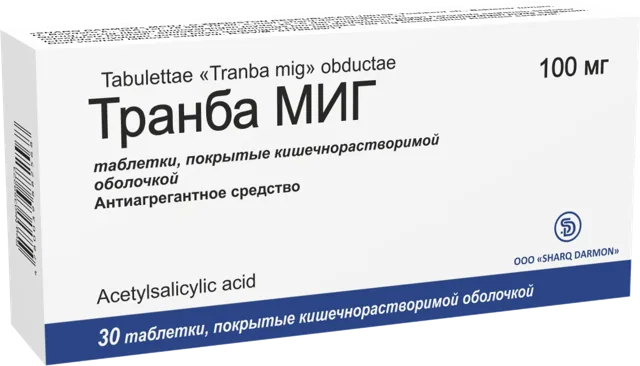 Tabulettae «Tranba mig» obductae
100 мг
Транба МИГ
таблетки, покрытые кишечнорастворимой
оболочкой
Антиагрегантное средство
SD
ООО «SHARQ DARMON»
Acetylsalicylic acid
30 таблетки, покрытые кишечнорастворимой оболочкой